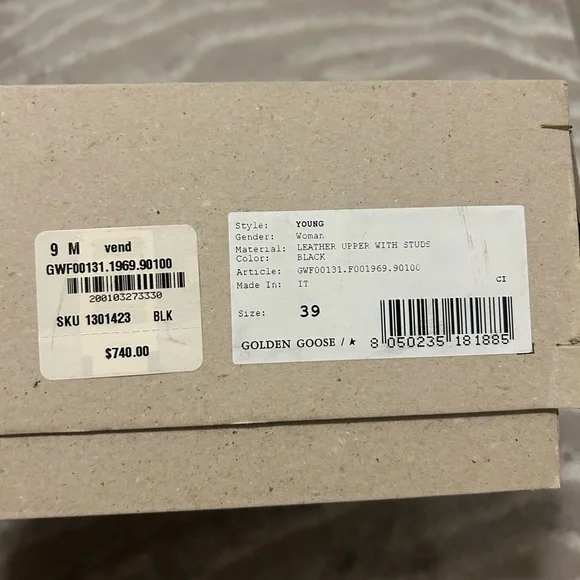 9 M vend
GWF00131.1969.90100
200103273330
SKU 1301423 BLK
$740.00
Style: YOUNG
Gender: Woman
Material: LEATHER UPPER WITH STUDS
Color: BLACK
Article: GWF00131.F001969.90100
Made In: IT
CI
Size: 39
GOLDEN GOOSE / ★
8 050235 181885